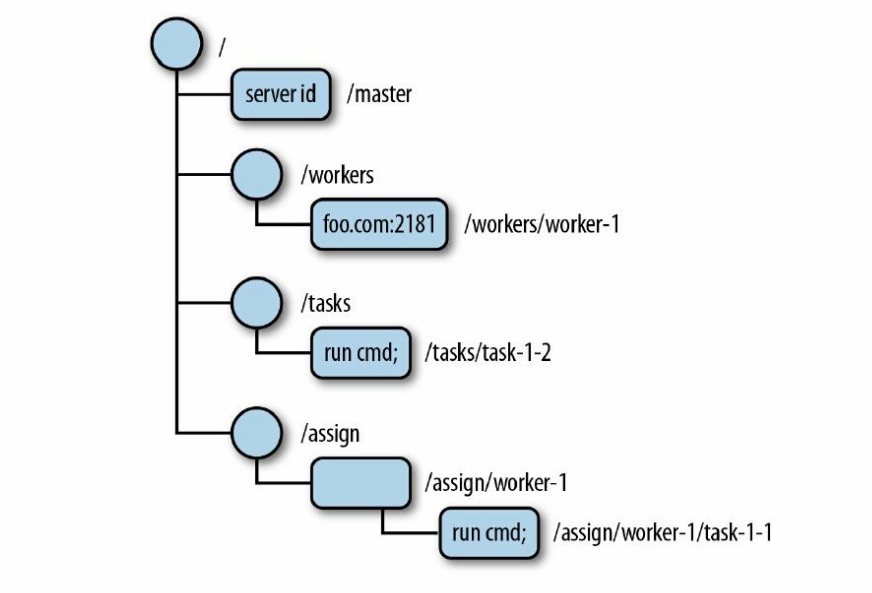 /
server id /master
/workers
foo.com:2181 /workers/worker-1
/tasks
run cmd; /tasks/task-1-2
/assign
/assign/worker-1
run cmd; /assign/worker-1/task-1-1